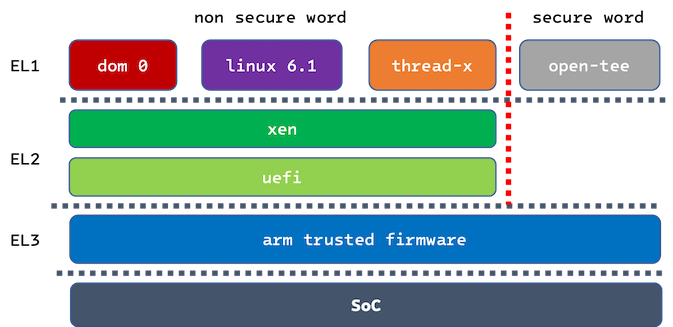 non secure word
secure word
EL1
dom 0
linux 6.1
thread-x
open-tee
EL2
xen
uefi
EL3
arm trusted firmware
SoC